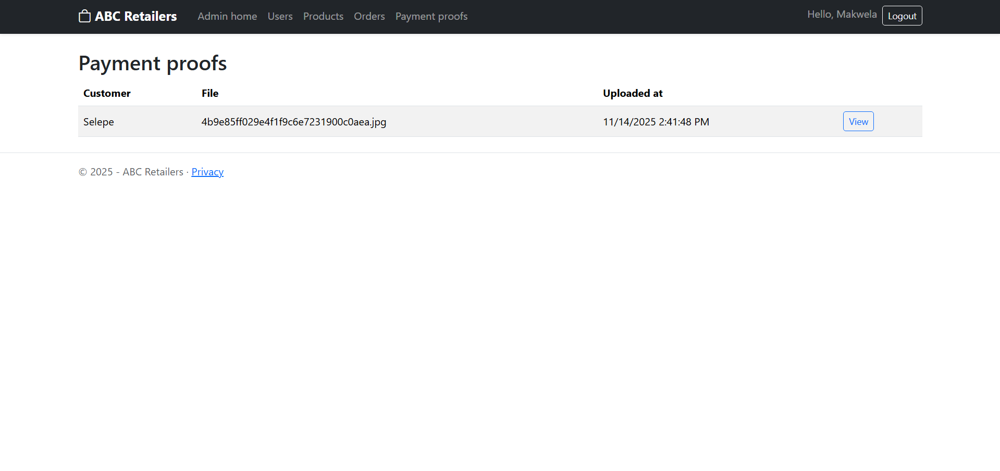 ABC Retailers Admin home Users Products Orders Payment proofs Hello, Makwela Logout
Payment proofs
Customer File Uploaded at
Selepe 4b9e85ff029e4f1f9c6e7231900c0aea.jpg 11/14/2025 2:41:48 PM View
© 2025 - ABC Retailers · Privacy